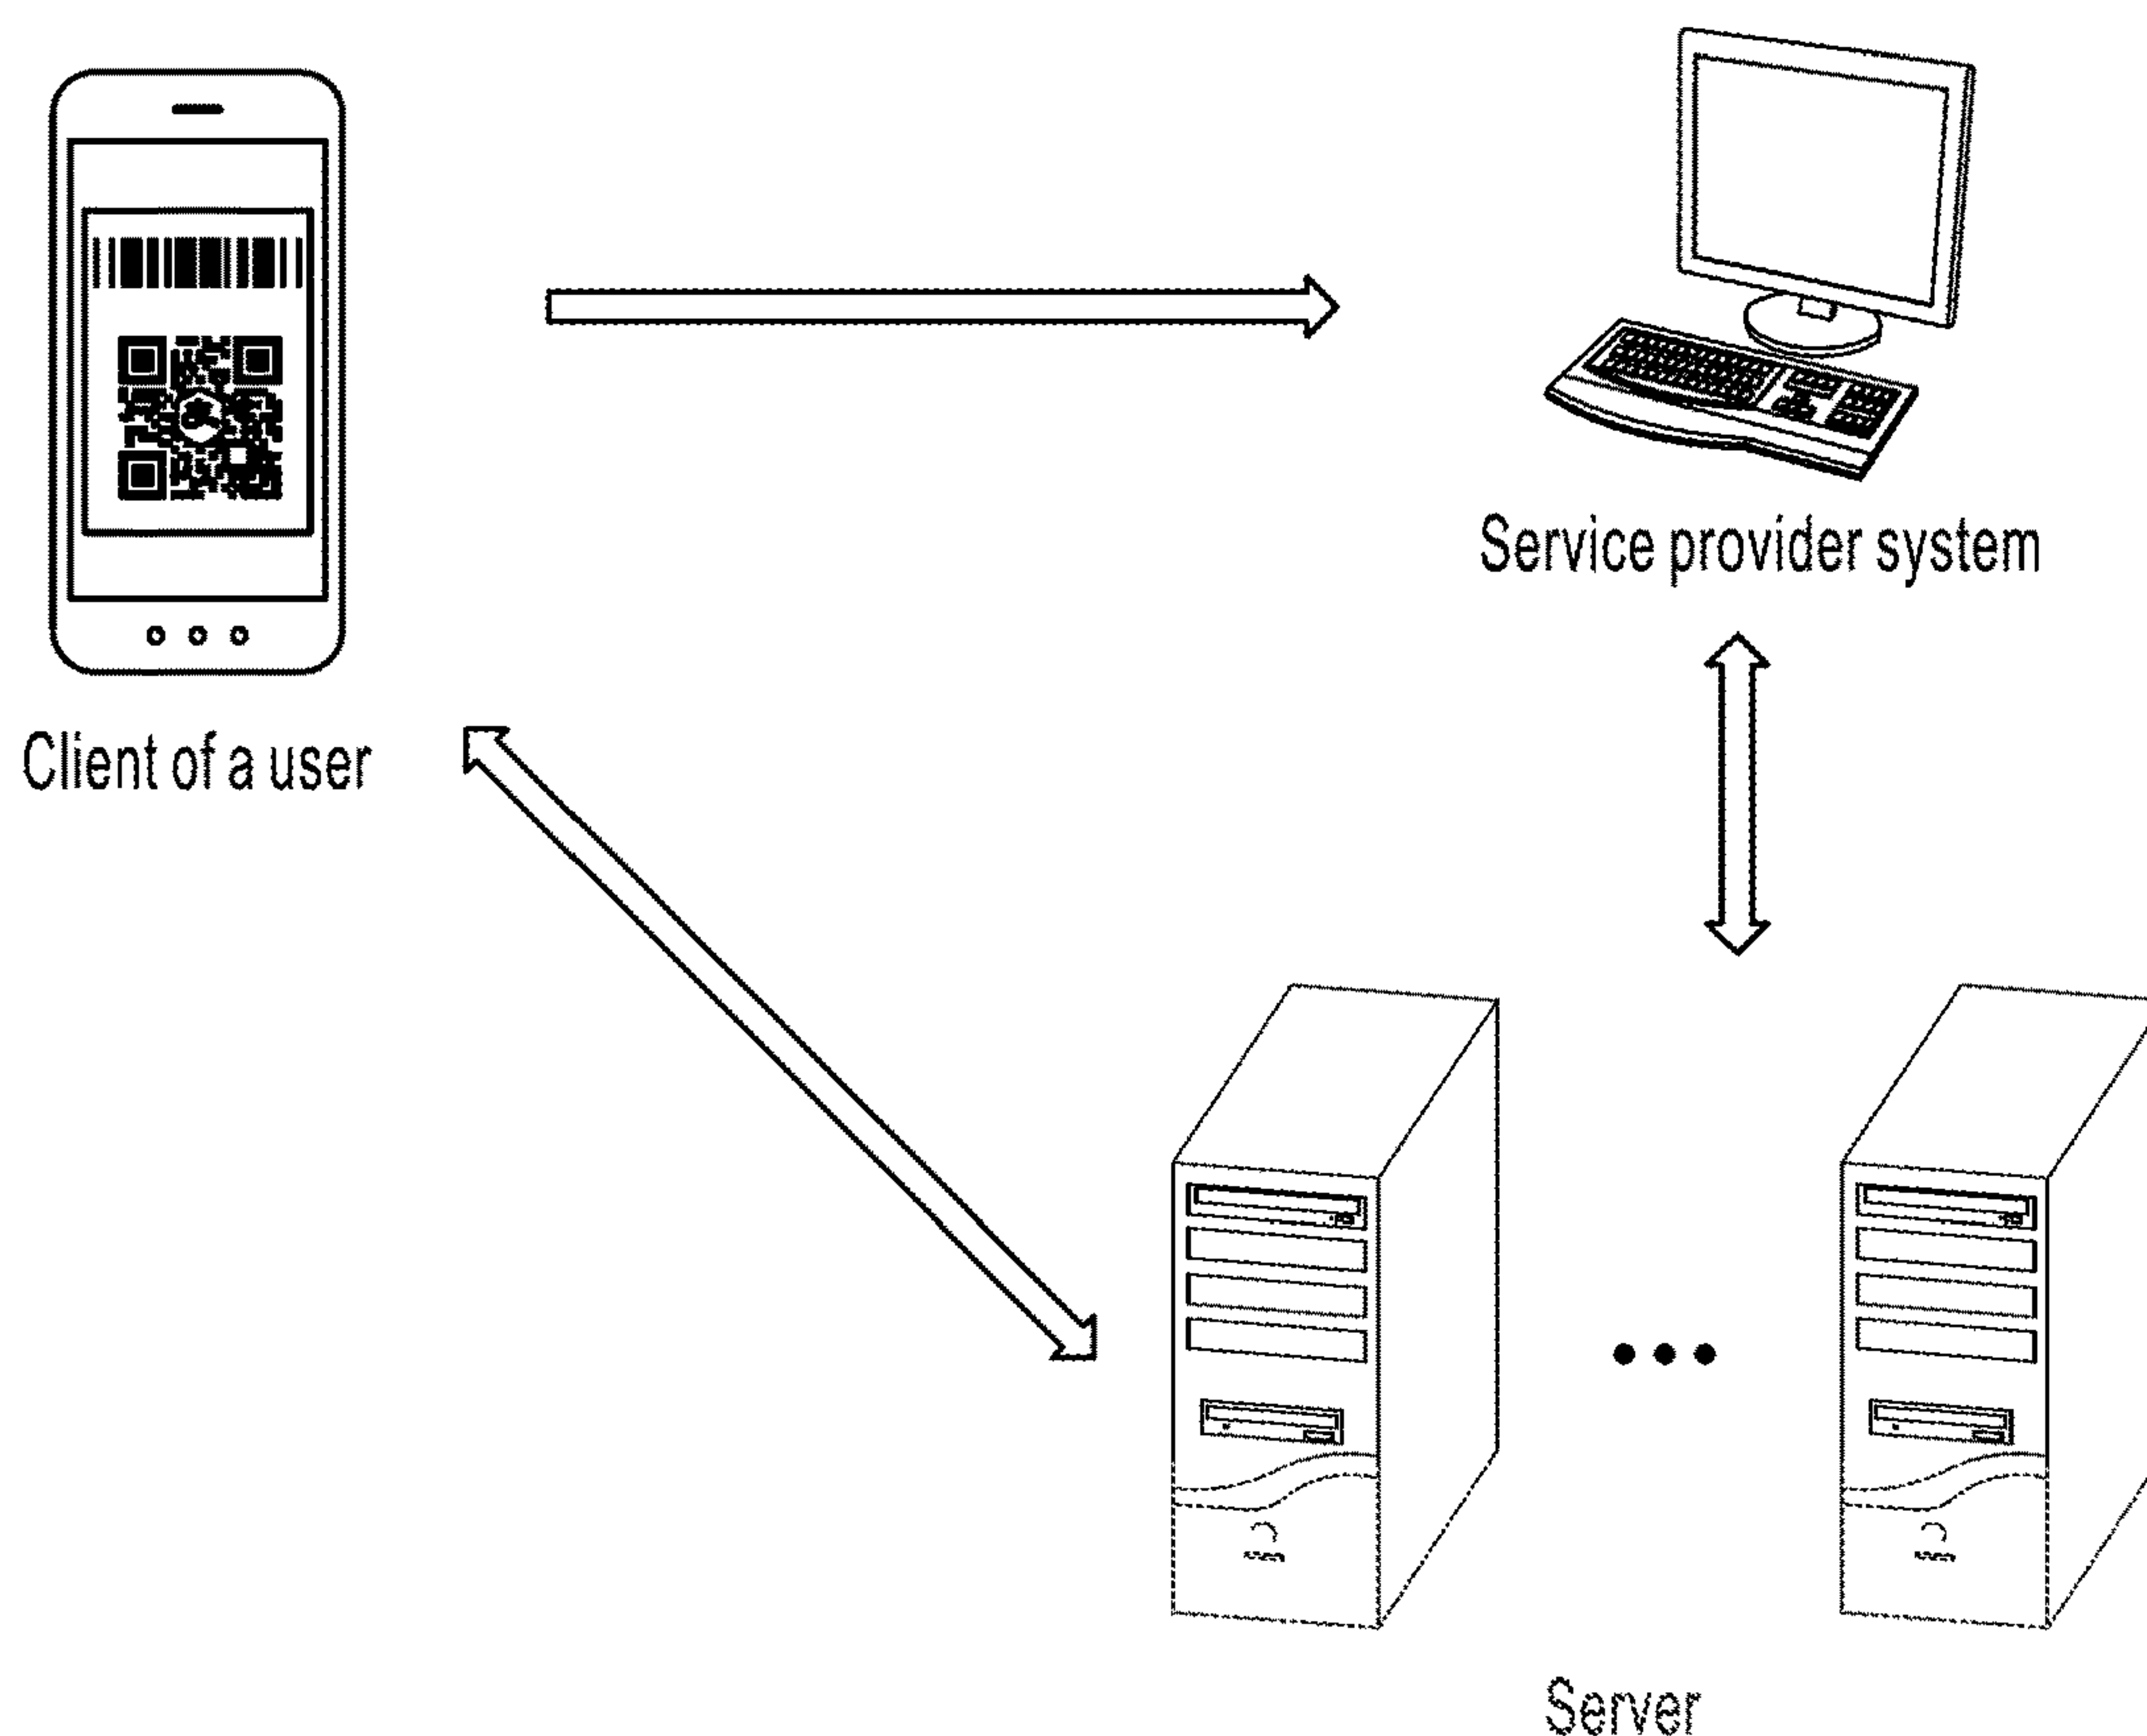 Service provider system
Client of a user
Server